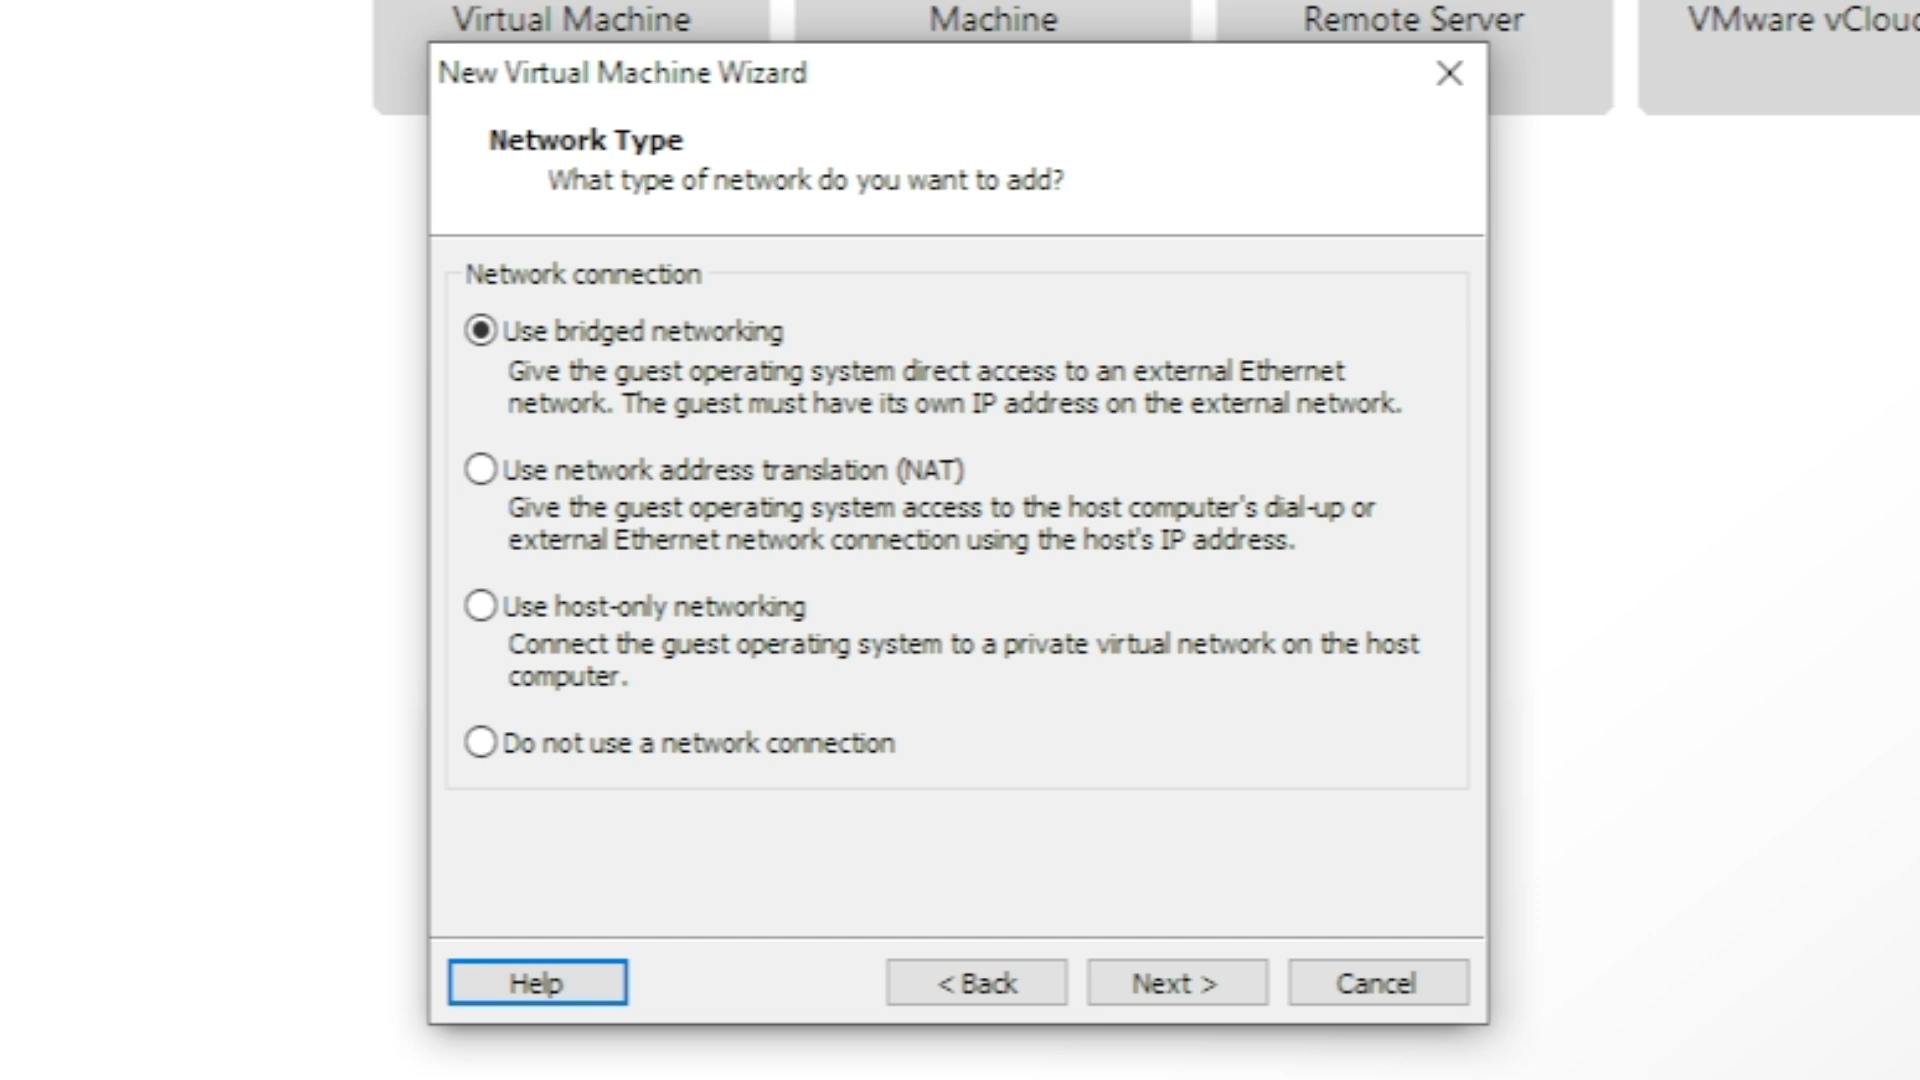 Virtual Machine
Machine
Remote Server
VMware vCloud
New Virtual Machine Wizard
Network Type
What type of network do you want to add?
Network connection
Use bridged networking
Give the guest operating system direct access to an external Ethernet
network. The guest must have its own IP address on the external network.
Use network address translation (NAT)
Give the guest operating system access to the host computer's dial-up or
external Ethernet network connection using the host's IP address.
Use host-only networking
Connect the guest operating system to a private virtual network on the host
computer.
Do not use a network connection
Help
< Back
Next >
Cancel